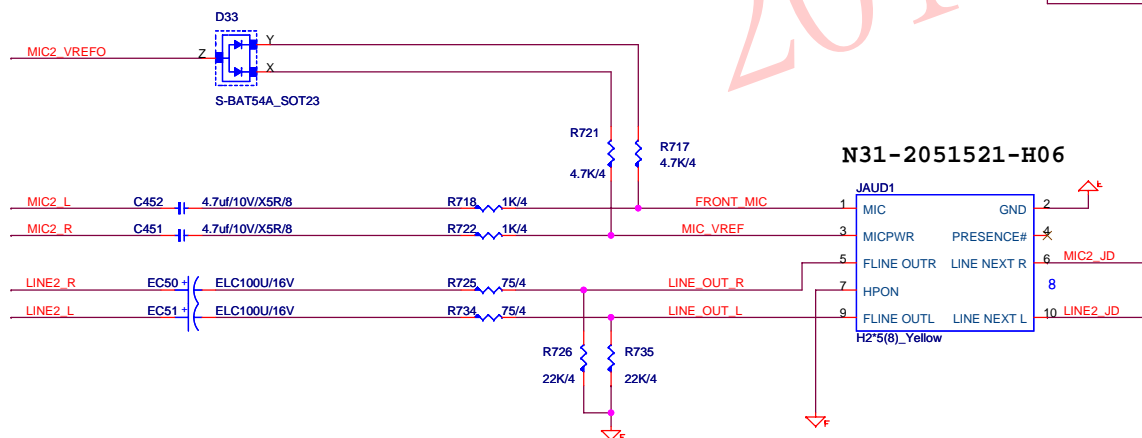 D33
MIC2_VREFO Z Y
X
S-BAT54A_SOT23
201
R721
4.7K/4
R717
4.7K/4
N31-2051521-H06
JAUD1
MIC2_L C452 4.7uf/10V/X5R/8 R718 1K/4 FRONT_MIC 1 MIC GND 2
MIC2_R C451 4.7uf/10V/X5R/8 R722 1K/4 MIC_VREF 3 MICPWR PRESENCE# 4
5 FLINE OUTR LINE NEXT R 6 MIC2_JD
LINE2_R EC50 + ELC100U/16V R725 75/4 LINE_OUT_R 7 HPON 8
LINE2_L EC51 + ELC100U/16V R734 75/4 LINE_OUT_L 9 FLINE OUTL LINE NEXT L 10 LINE2_JD
H2*5(8)_Yellow
R726
22K/4
R735
22K/4
F